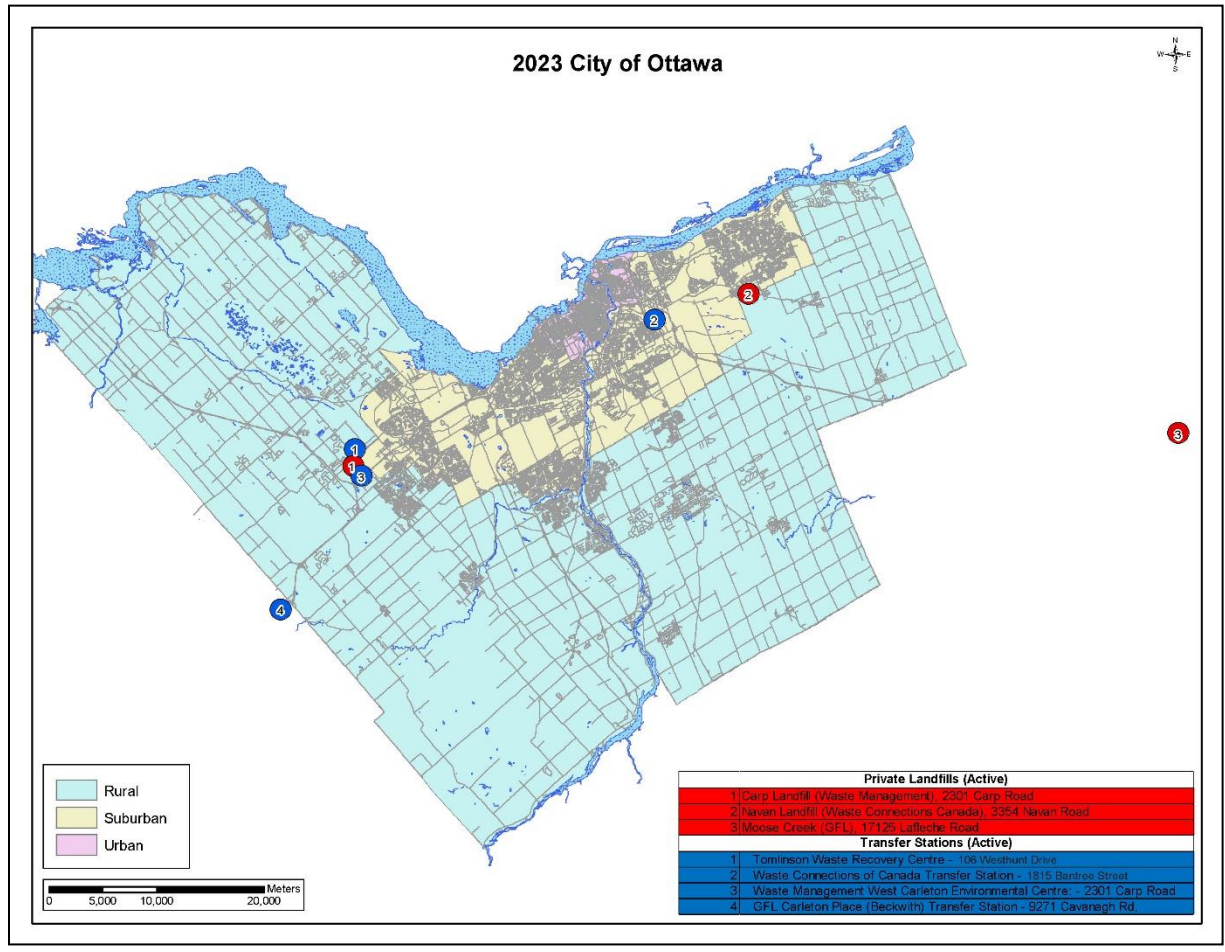 2023 City of Ottawa
N
W E
S
2
2
3
1
1
3
4
Rural
Suburban
Urban
Meters
0 5,000 10,000 20,000
Private Landfills (Active)
1 Carp Landfill (Waste Management), 2301 Carp Road
2 Navan Landfill (Waste Connections Canada), 3354 Navan Road
3 Moose Creek (GFL), 17125 Lafleche Road
Transfer Stations (Active)
1 Tomlinson Waste Recovery Centre - 106 Westhunt Drive
2 Waste Connections of Canada Transfer Station - 1815 Bantree Street
3 Waste Management West Carleton Environmental Centre: - 2301 Carp Road
4 GFL Carleton Place (Beckwith) Transfer Station - 9271 Cavanagh Rd.